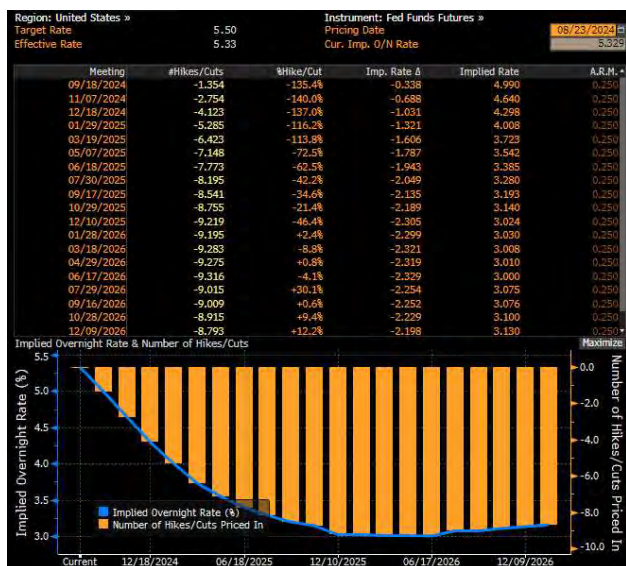 Region: United States » Instrument: Fed Funds Futures »
Target Rate 5.50 Pricing Date 08/23/2024
Effective Rate 5.33 Cur. Imp. O/N Rate 5.329
Meeting #Hikes/Cuts %Hike/Cut Imp. Rate Δ Implied Rate A.R.M.
09/18/2024 -1.354 -135.4% -0.338 4.990 0.250
11/07/2024 -2.754 -140.0% -0.688 4.640 0.250
12/18/2024 -4.123 -137.0% -1.031 4.298 0.250
01/29/2025 -5.285 -116.2% -1.321 4.008 0.250
03/19/2025 -6.423 -113.8% -1.606 3.723 0.250
05/07/2025 -7.148 -72.5% -1.787 3.542 0.250
06/18/2025 -7.773 -62.5% -1.943 3.385 0.250
07/30/2025 -8.195 -42.2% -2.049 3.280 0.250
09/17/2025 -8.541 -34.6% -2.135 3.193 0.250
10/29/2025 -8.755 -21.4% -2.189 3.140 0.250
12/10/2025 -9.219 -46.4% -2.305 3.024 0.250
01/28/2026 -9.195 +2.4% -2.299 3.030 0.250
03/18/2026 -9.283 -8.8% -2.321 3.008 0.250
04/29/2026 -9.275 +0.8% -2.319 3.010 0.250
06/17/2026 -9.316 -4.1% -2.329 3.000 0.250
07/29/2026 -9.015 +30.1% -2.254 3.075 0.250
09/16/2026 -9.009 +0.6% -2.252 3.076 0.250
10/28/2026 -8.915 +9.4% -2.229 3.100 0.250
12/09/2026 -8.793 +12.2% -2.198 3.130 0.250
Implied Overnight Rate & Number of Hikes/Cuts Maximize
Implied Overnight Rate (%)
5.5
5.0
4.5
4.0
3.5
3.0
Implied Overnight Rate (%)
Number of Hikes/Cuts Priced In
0.0
-2.0
-4.0
-6.0
-8.0
-10.0
Number of Hikes/Cuts Priced In
Current 12/18/2024 06/18/2025 12/10/2025 06/17/2026 12/09/2026